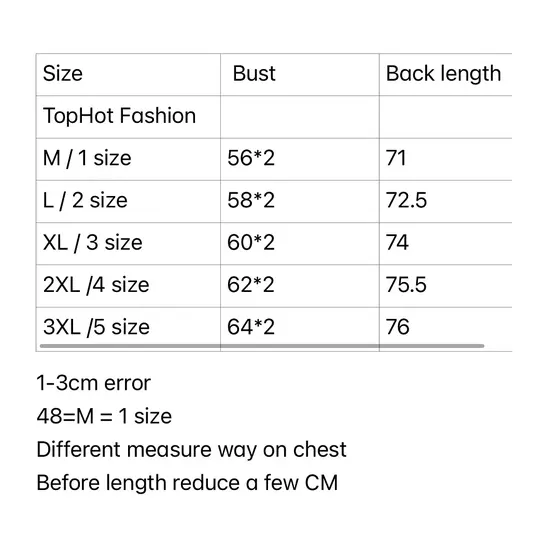 Size Bust Back length
TopHot Fashion
M / 1 size 56*2 71
L / 2 size 58*2 72.5
XL / 3 size 60*2 74
2XL /4 size 62*2 75.5
3XL /5 size 64*2 76
1-3cm error
48=M = 1 size
Different measure way on chest
Before length reduce a few CM